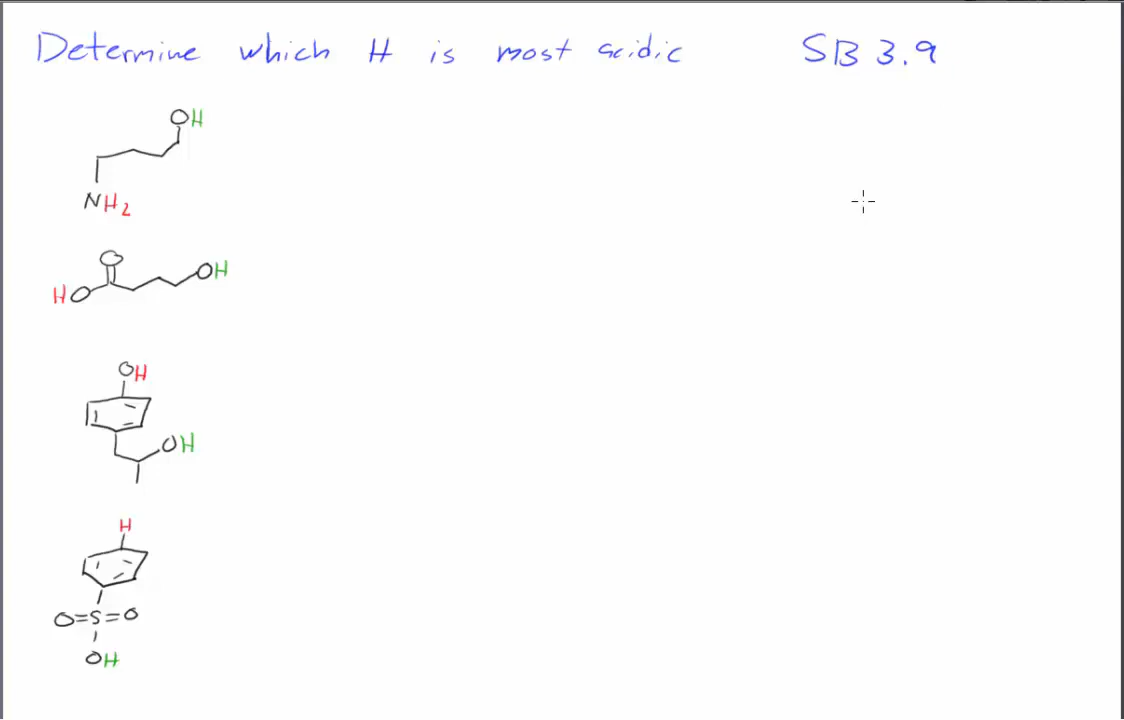 Determine which H is most acidic SB 3.9
OH
NH2
O
HO OH
OH
OH
H
O=S=O
OH